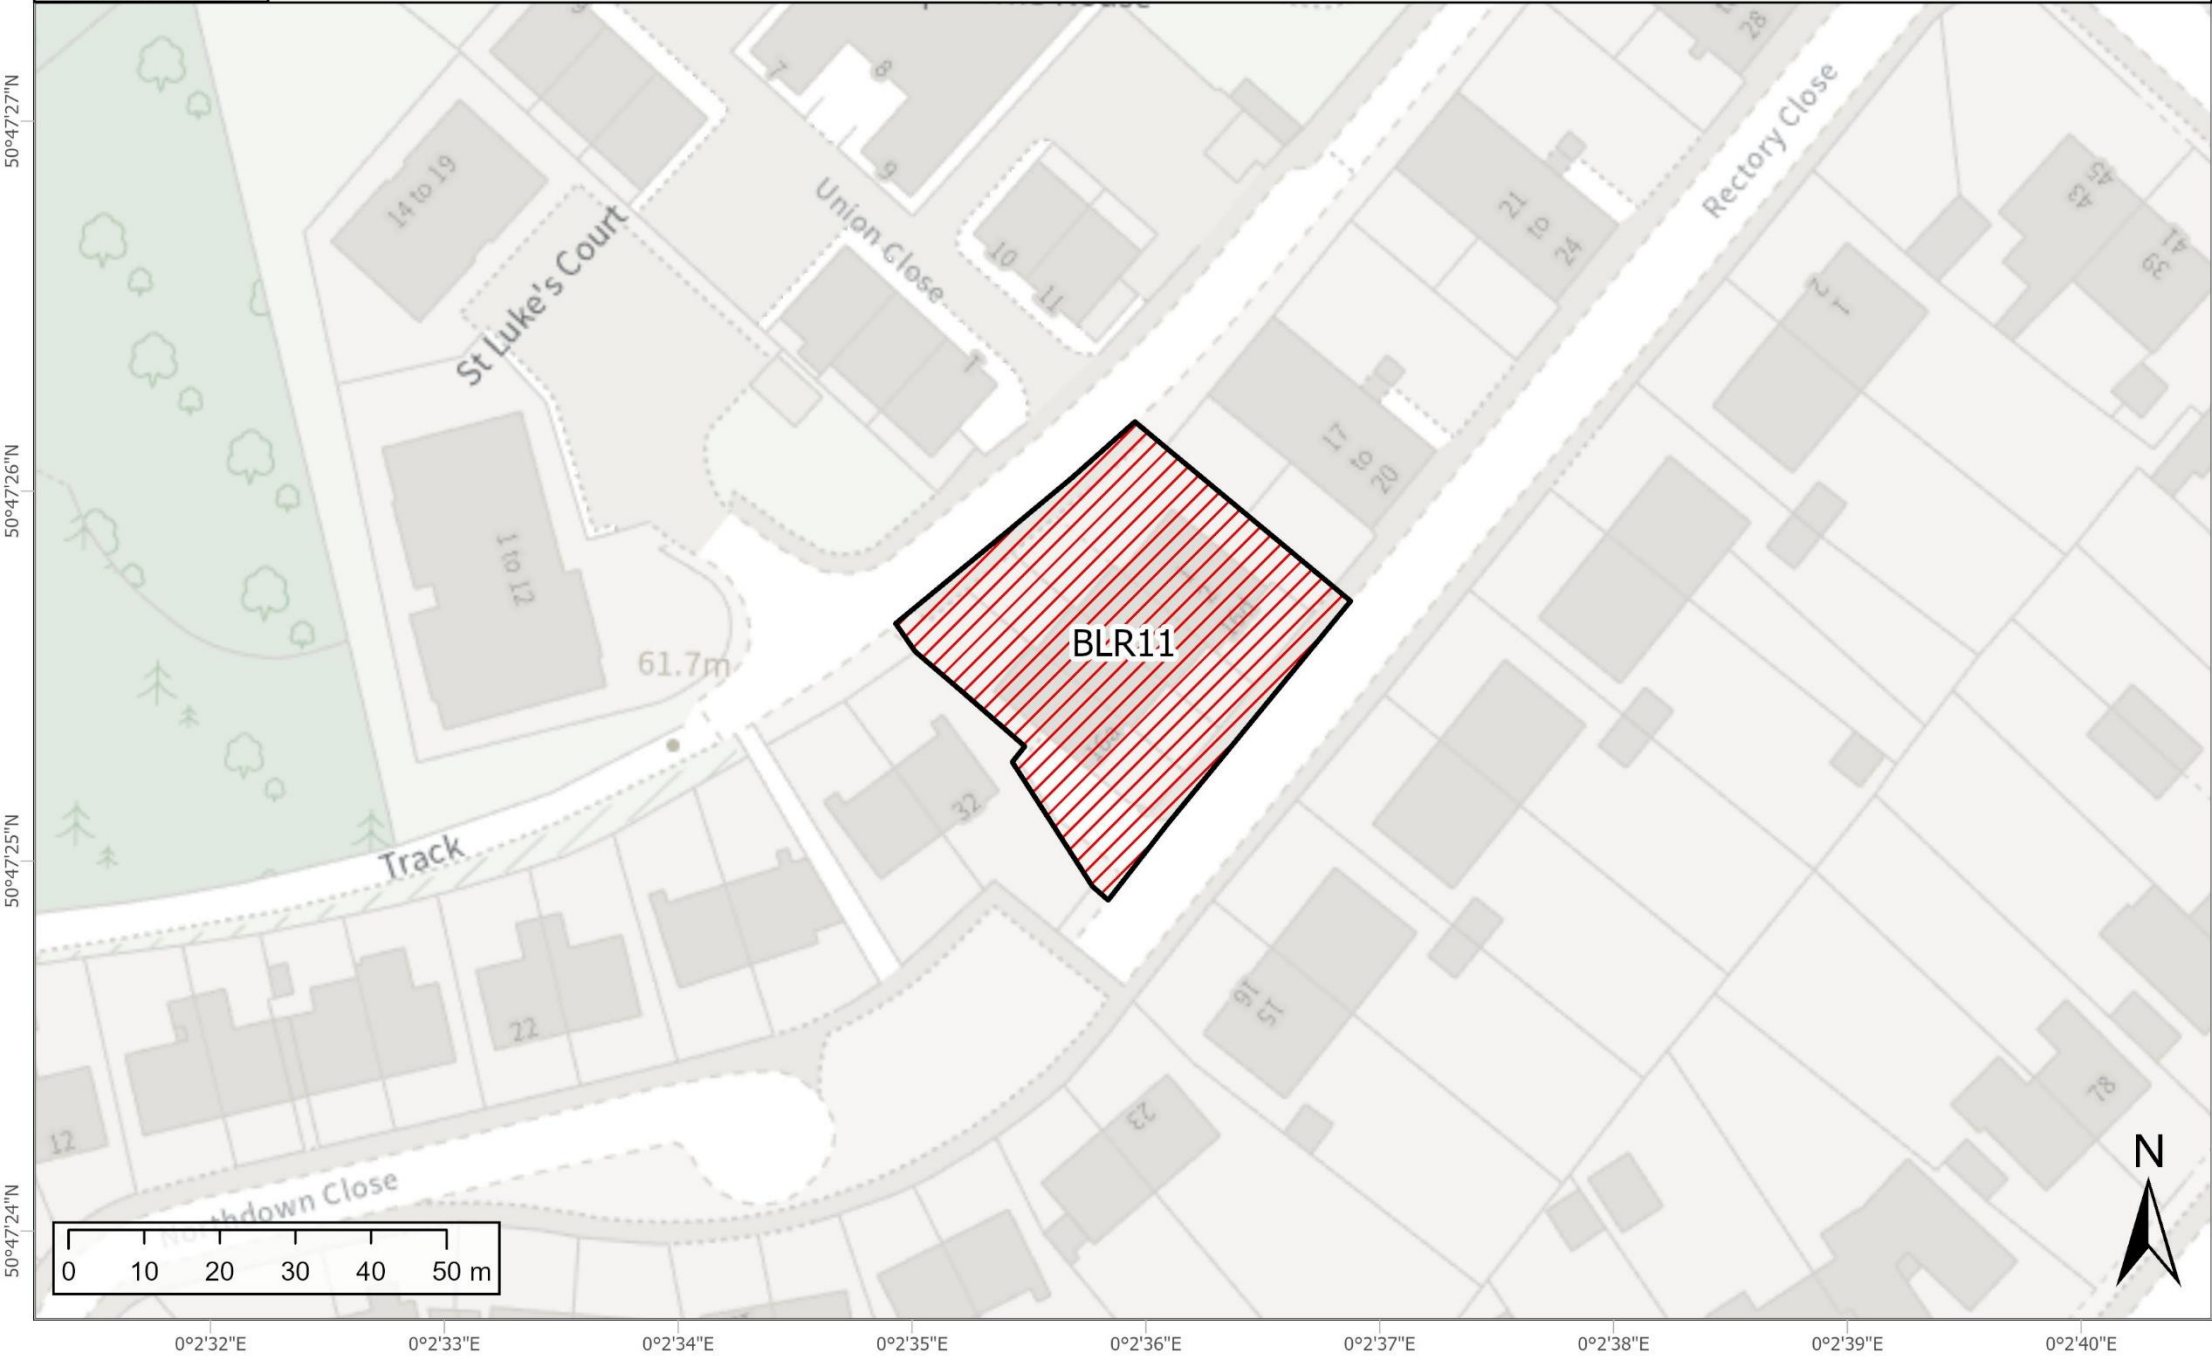 28
50°47'27"N
7
8
9
14 to 19
St Luke's Court
Union Close
10
11
1
21
to
24
Rectory Close
45
43
41
39
2
1
50°47'26"N
17
to
20
1 to 12
61.7m
BLR11
32
Track
50°47'25"N
16
15
22
12
23
78
Northdown Close
50°47'24"N
N
0 10 20 30 40 50 m
0°2'32"E 0°2'33"E 0°2'34"E 0°2'35"E 0°2'36"E 0°2'37"E 0°2'38"E 0°2'39"E 0°2'40"E